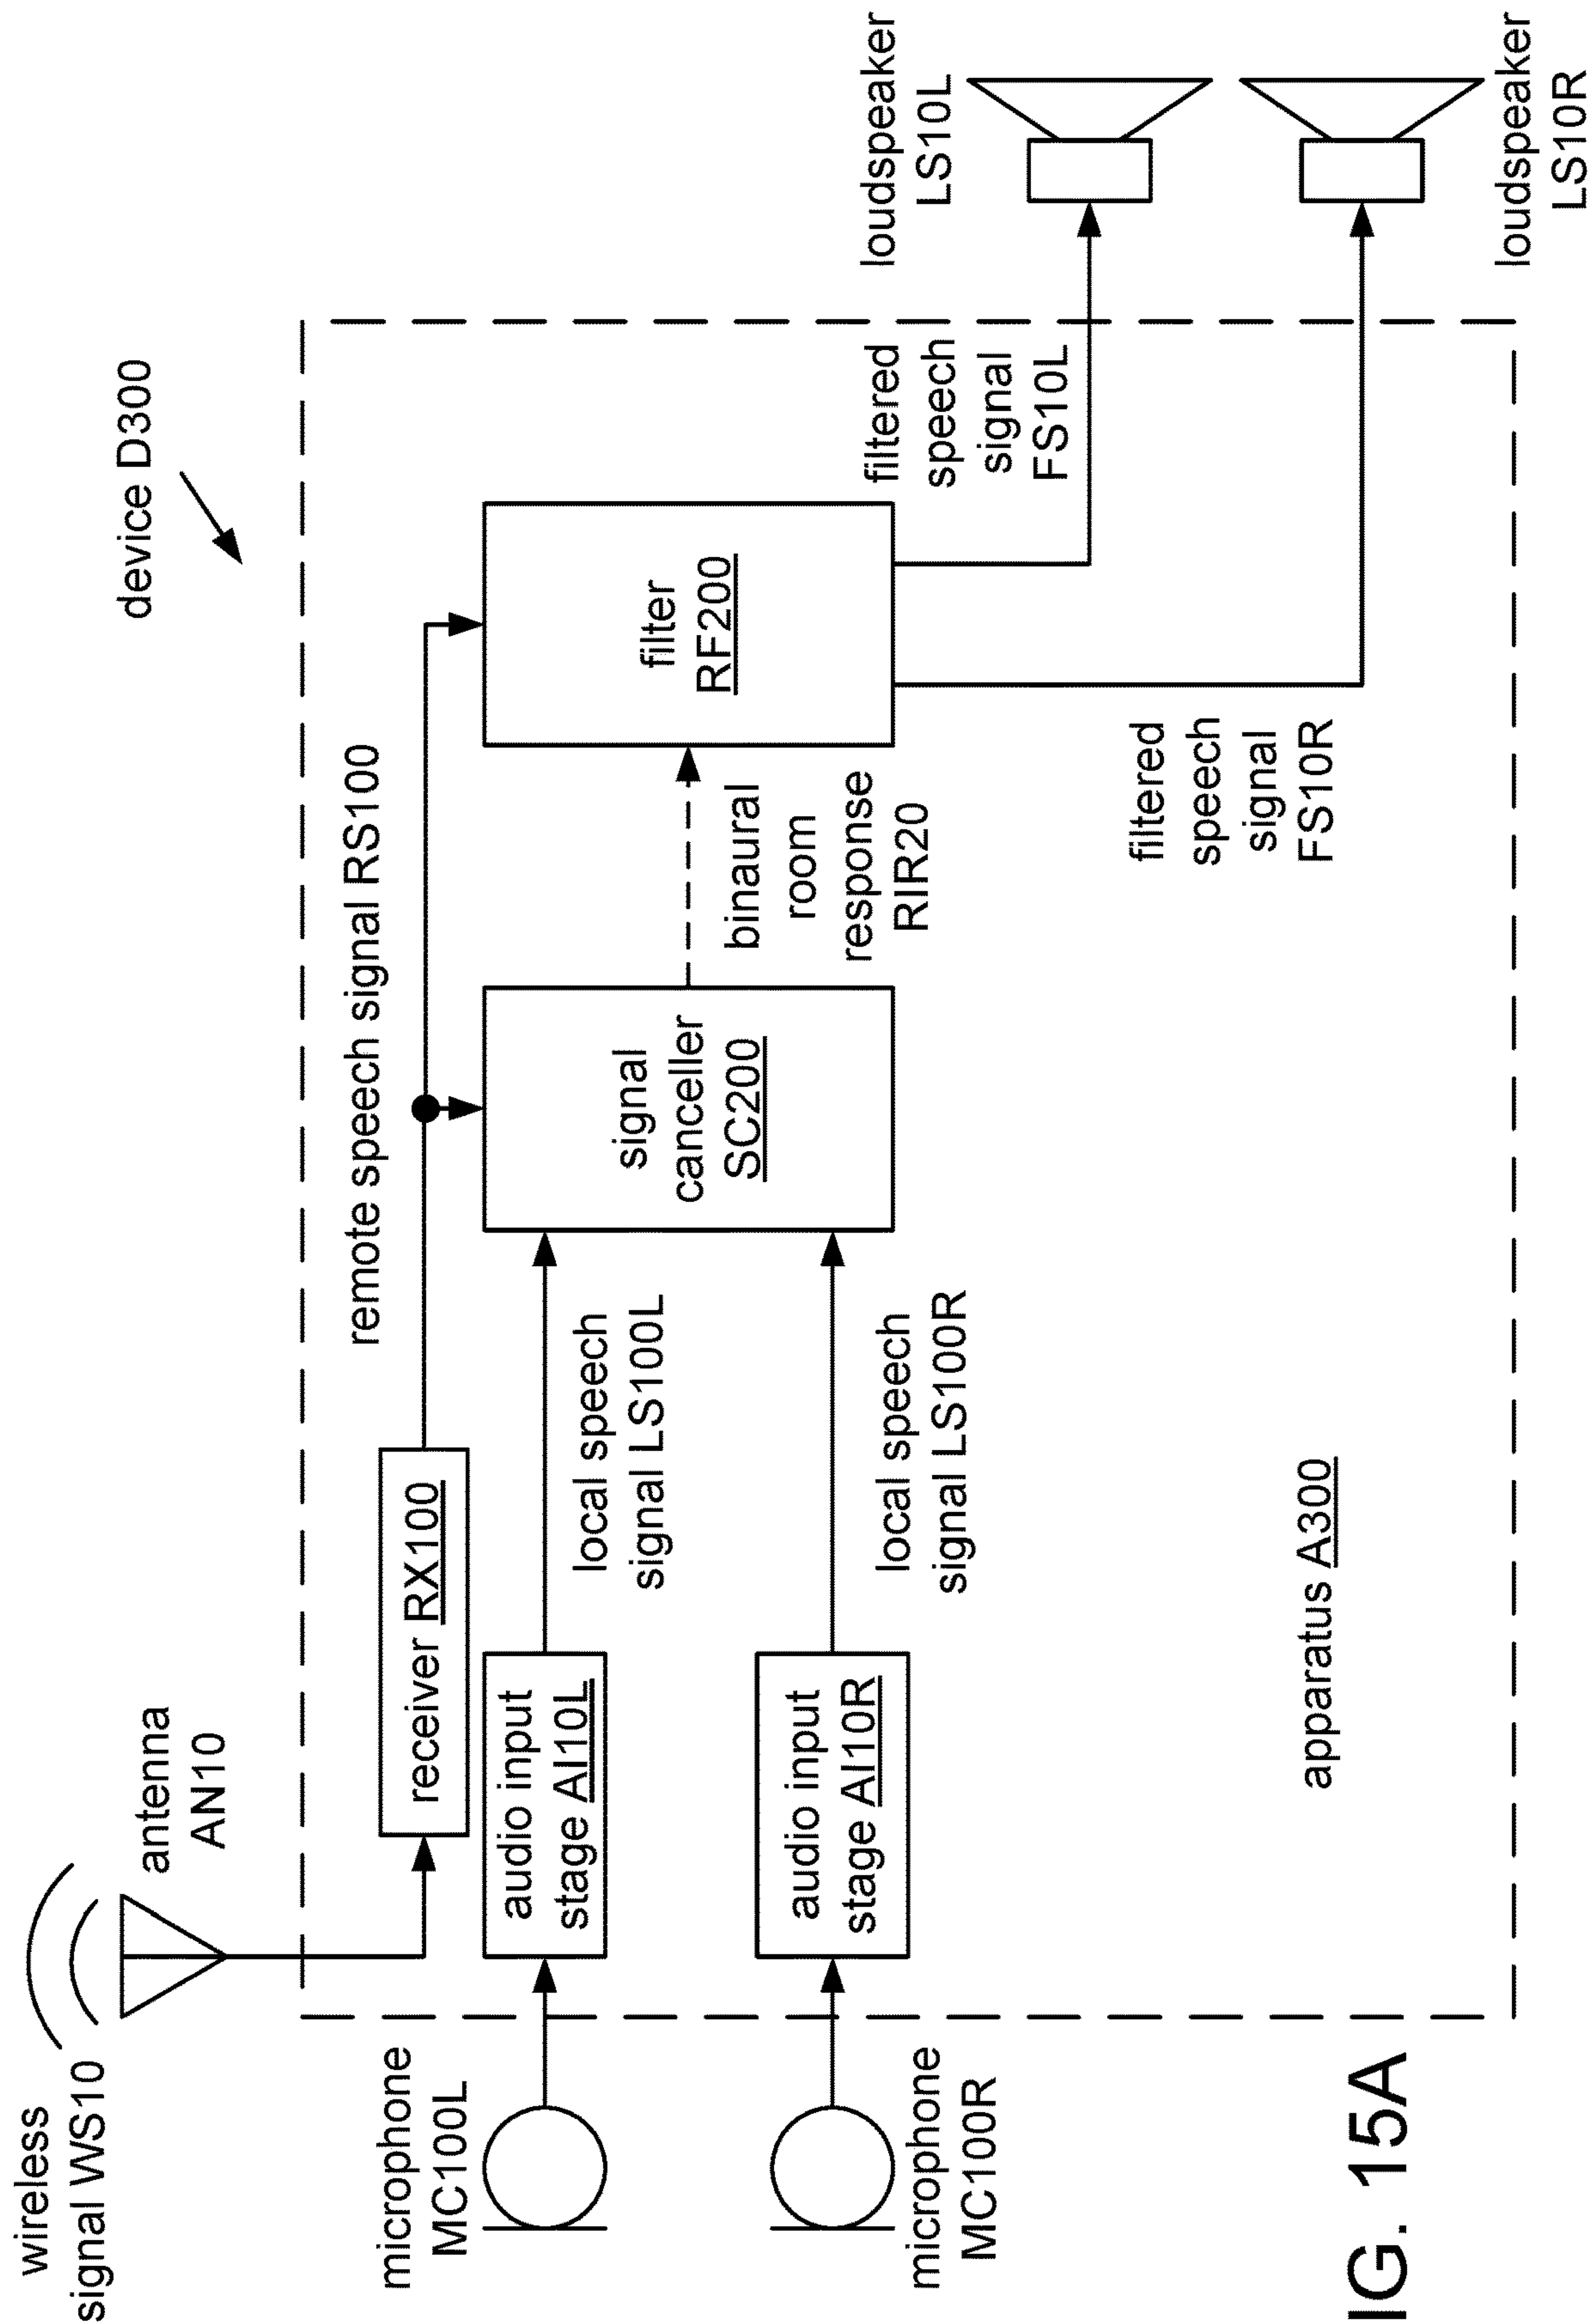 device D300
wireless
signal WS10
antenna
AN10
remote speech signal RS100
receiver RX100
microphone
MC100L
audio input
stage AI10L
local speech
signal LS100L
signal
canceller
SC200
binaural
room
response
RIR20
filter
RF200
filtered
speech
signal
FS10L
loudspeaker
LS10L
microphone
MC100R
audio input
stage AI10R
local speech
signal LS100R
filtered
speech
signal
FS10R
loudspeaker
LS10R
apparatus A300
IG. 15A